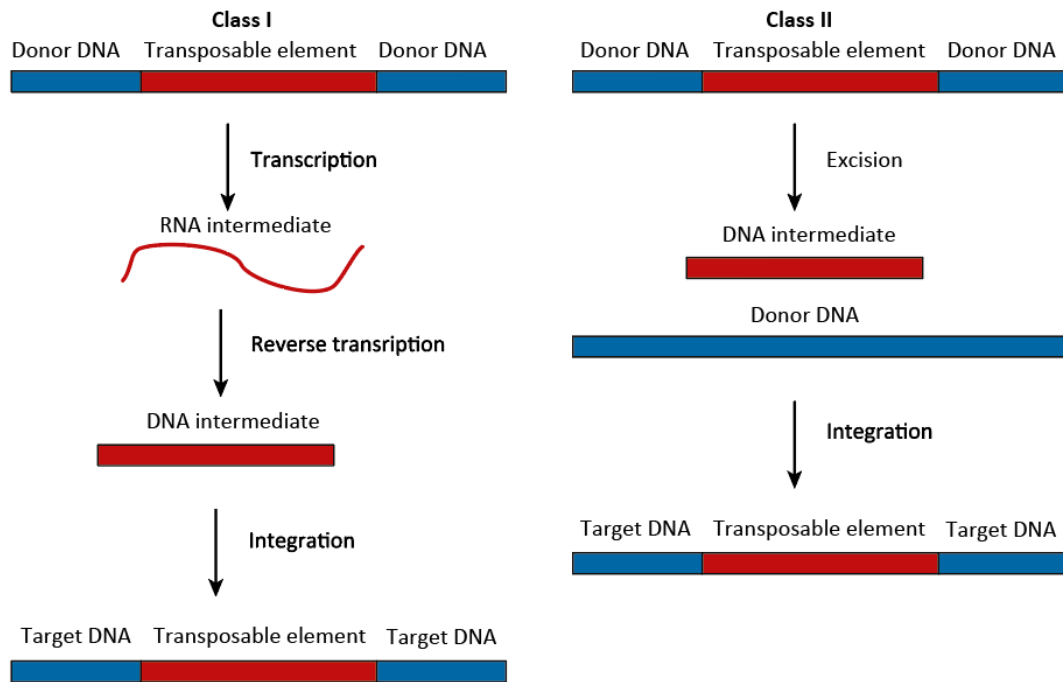 Class I
Donor DNA Transposable element Donor DNA
Transcription
RNA intermediate
Reverse transription
DNA intermediate
Integration
Target DNA Transposable element Target DNA
Class II
Donor DNA Transposable element Donor DNA
Excision
DNA intermediate
Donor DNA
Integration
Target DNA Transposable element Target DNA